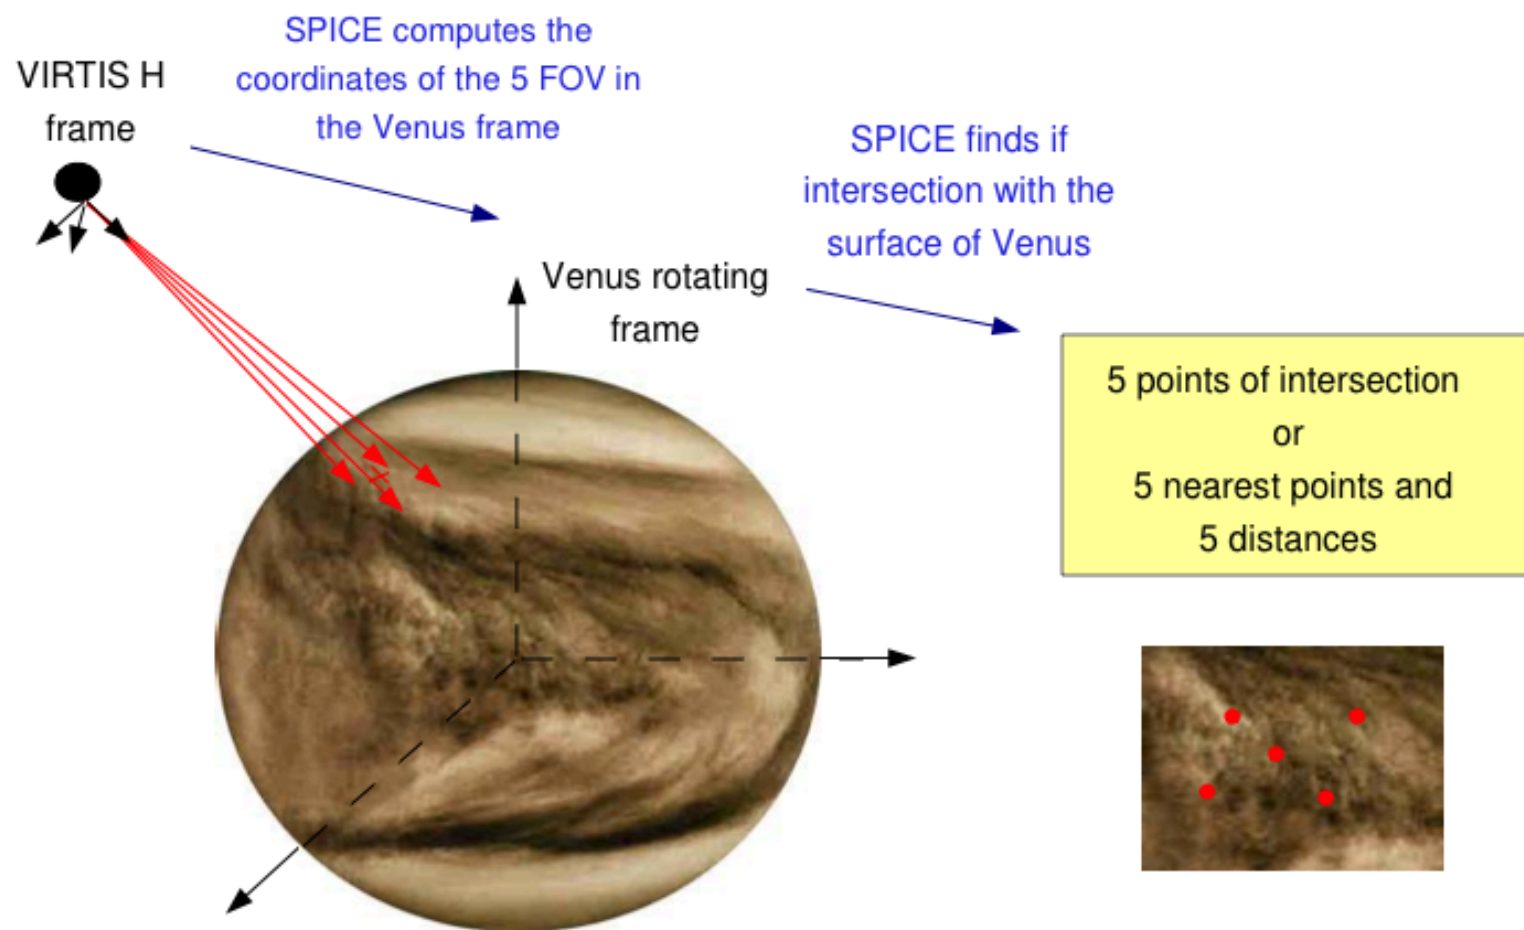 SPICE computes the
coordinates of the 5 FOV in
the Venus frame
VIRTIS H
frame
SPICE finds if
intersection with the
surface of Venus
Venus rotating
frame
5 points of intersection
or
5 nearest points and
5 distances